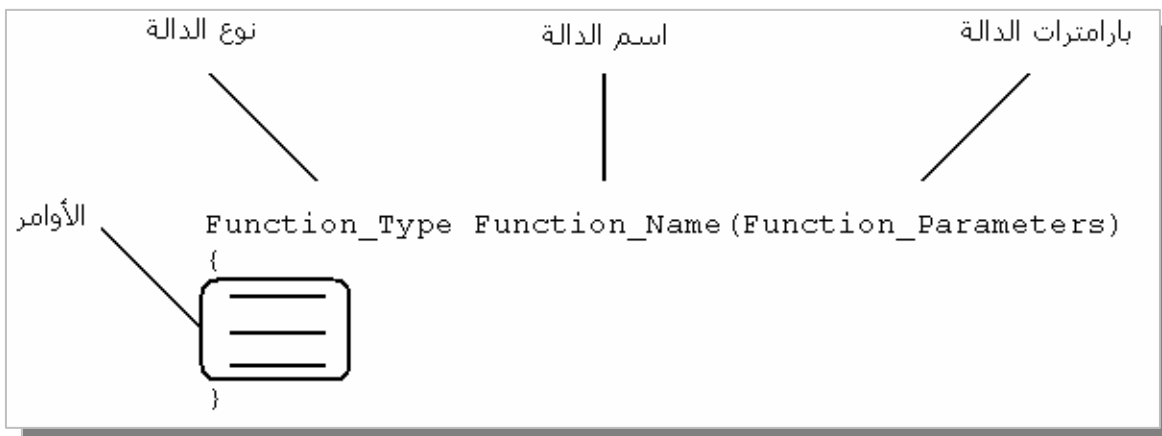 نوع الدالة
اسم الدالة
بارامترات الدالة
الأوامر
Function_Type Function_Name(Function_Parameters)
{
}